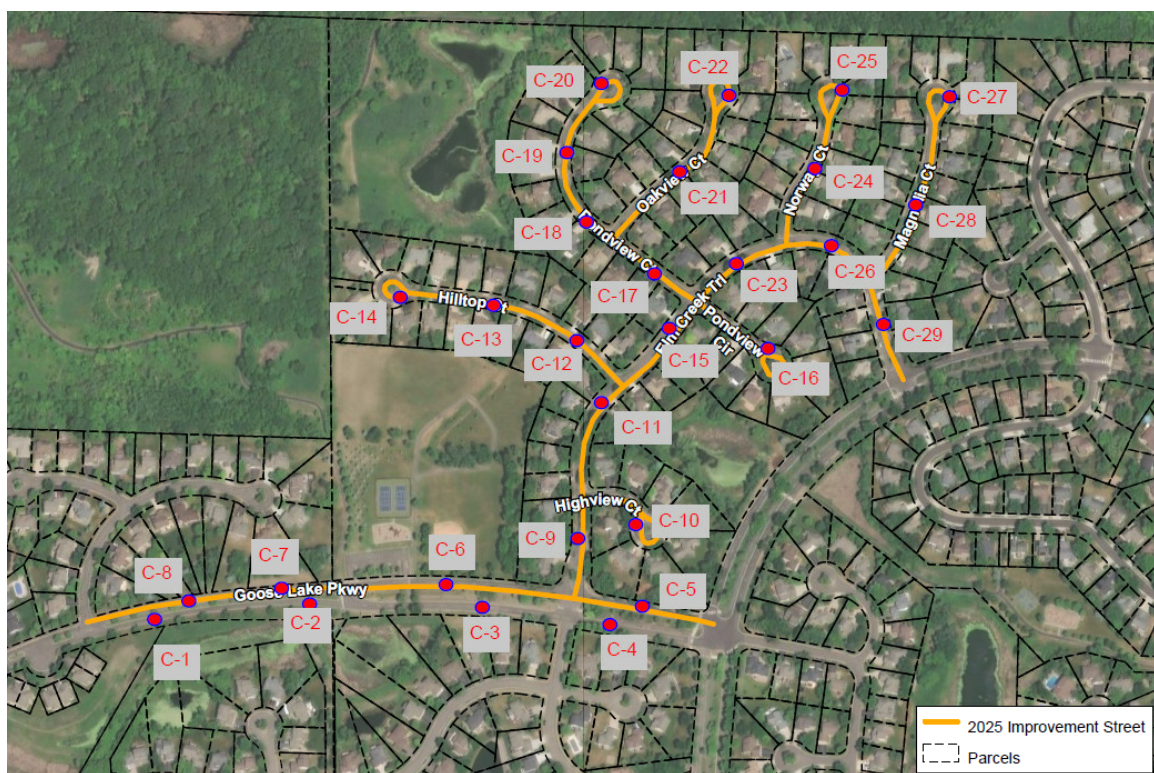 C-25
C-22
C-20
C-27
C-19
Oakview Ct
C-24
C-21
Norway Ct
C-28
Magnolia Ct
C-18
Pondview Ct
C-26
C-23
C-17
Hilltop Ct
C-14
C-13
Elm Creek Trl
Pondview
Cir
C-29
C-12
C-15
C-16
C-11
Highview Ct
C-10
C-9
C-7
C-6
C-8
Goose Lake Pkwy
C-5
C-2
C-3
C-4
C-1
2025 Improvement Street
Parcels